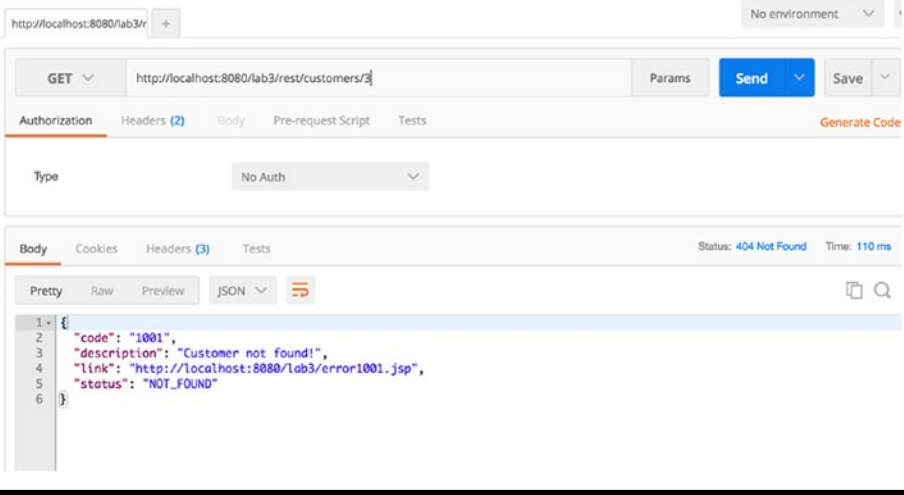 http://localhost:8080/lab3/r +
No environment
GET http://localhost:8080/lab3/rest/customers/3 Params Send Save
Authorization Headers (2) Body Pre-request Script Tests Generate Code
Type No Auth
Body Cookies Headers (3) Tests Status: 404 Not Found Time: 110 ms
Pretty Raw Preview JSON
1 {
2 "code": "1001",
3 "description": "Customer not found!",
4 "link": "http://localhost:8080/lab3/error1001.jsp",
5 "status": "NOT_FOUND"
6 }